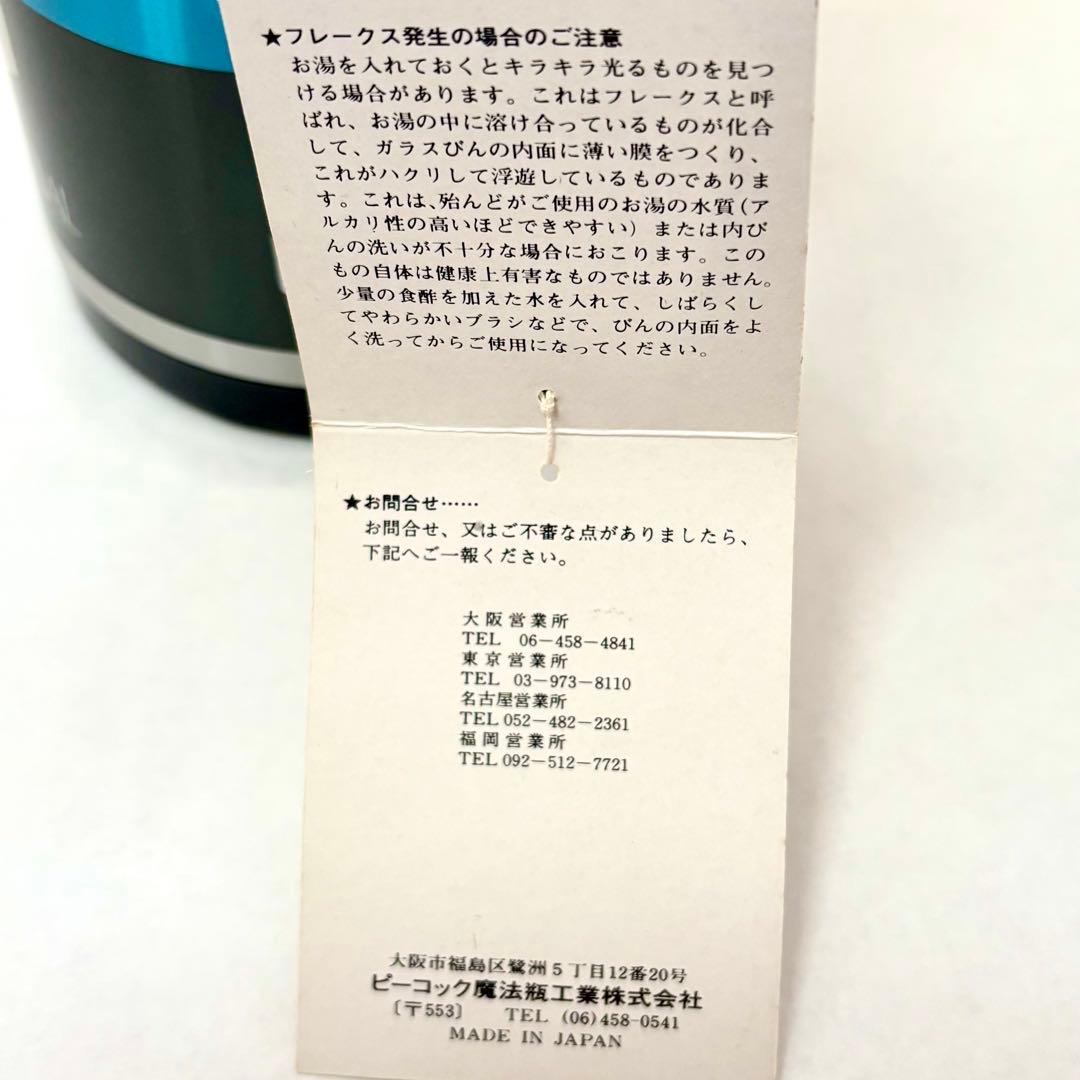 ★フレークス発生の場合のご注意
お湯を入れておくとキラキラ光るものを見つ
ける場合があります。これはフレークスと呼
ばれ、お湯の中に溶け合っているものが化合
して、ガラスびんの内面に薄い膜をつくり、
これがハクリして浮遊しているものでありま
す。これは、殆んどがご使用のお湯の水質(ア
ルカリ性の高いほどできやすい)または内び
んの洗いが不十分な場合におこります。この
もの自体は健康上有害なものではありません。
少量の食酢を加えた水を入れて、しばらくし
てやわらかいブラシなどで、びんの内面をよ
く洗ってからご使用になってください。
★お問合せ……
お問合せ、又はご不審な点がありましたら、
下記へご一報ください。
大阪営業所
TEL 06-458-4841
東京営業所
TEL 03-973-8110
名古屋営業所
TEL 052-482-2361
福岡営業所
TEL 092-512-7721
大阪市福島区鷺洲5丁目12番20号
ピーコック魔法瓶工業株式会社
〔〒553〕 TEL (06)458-0541
MADE IN JAPAN